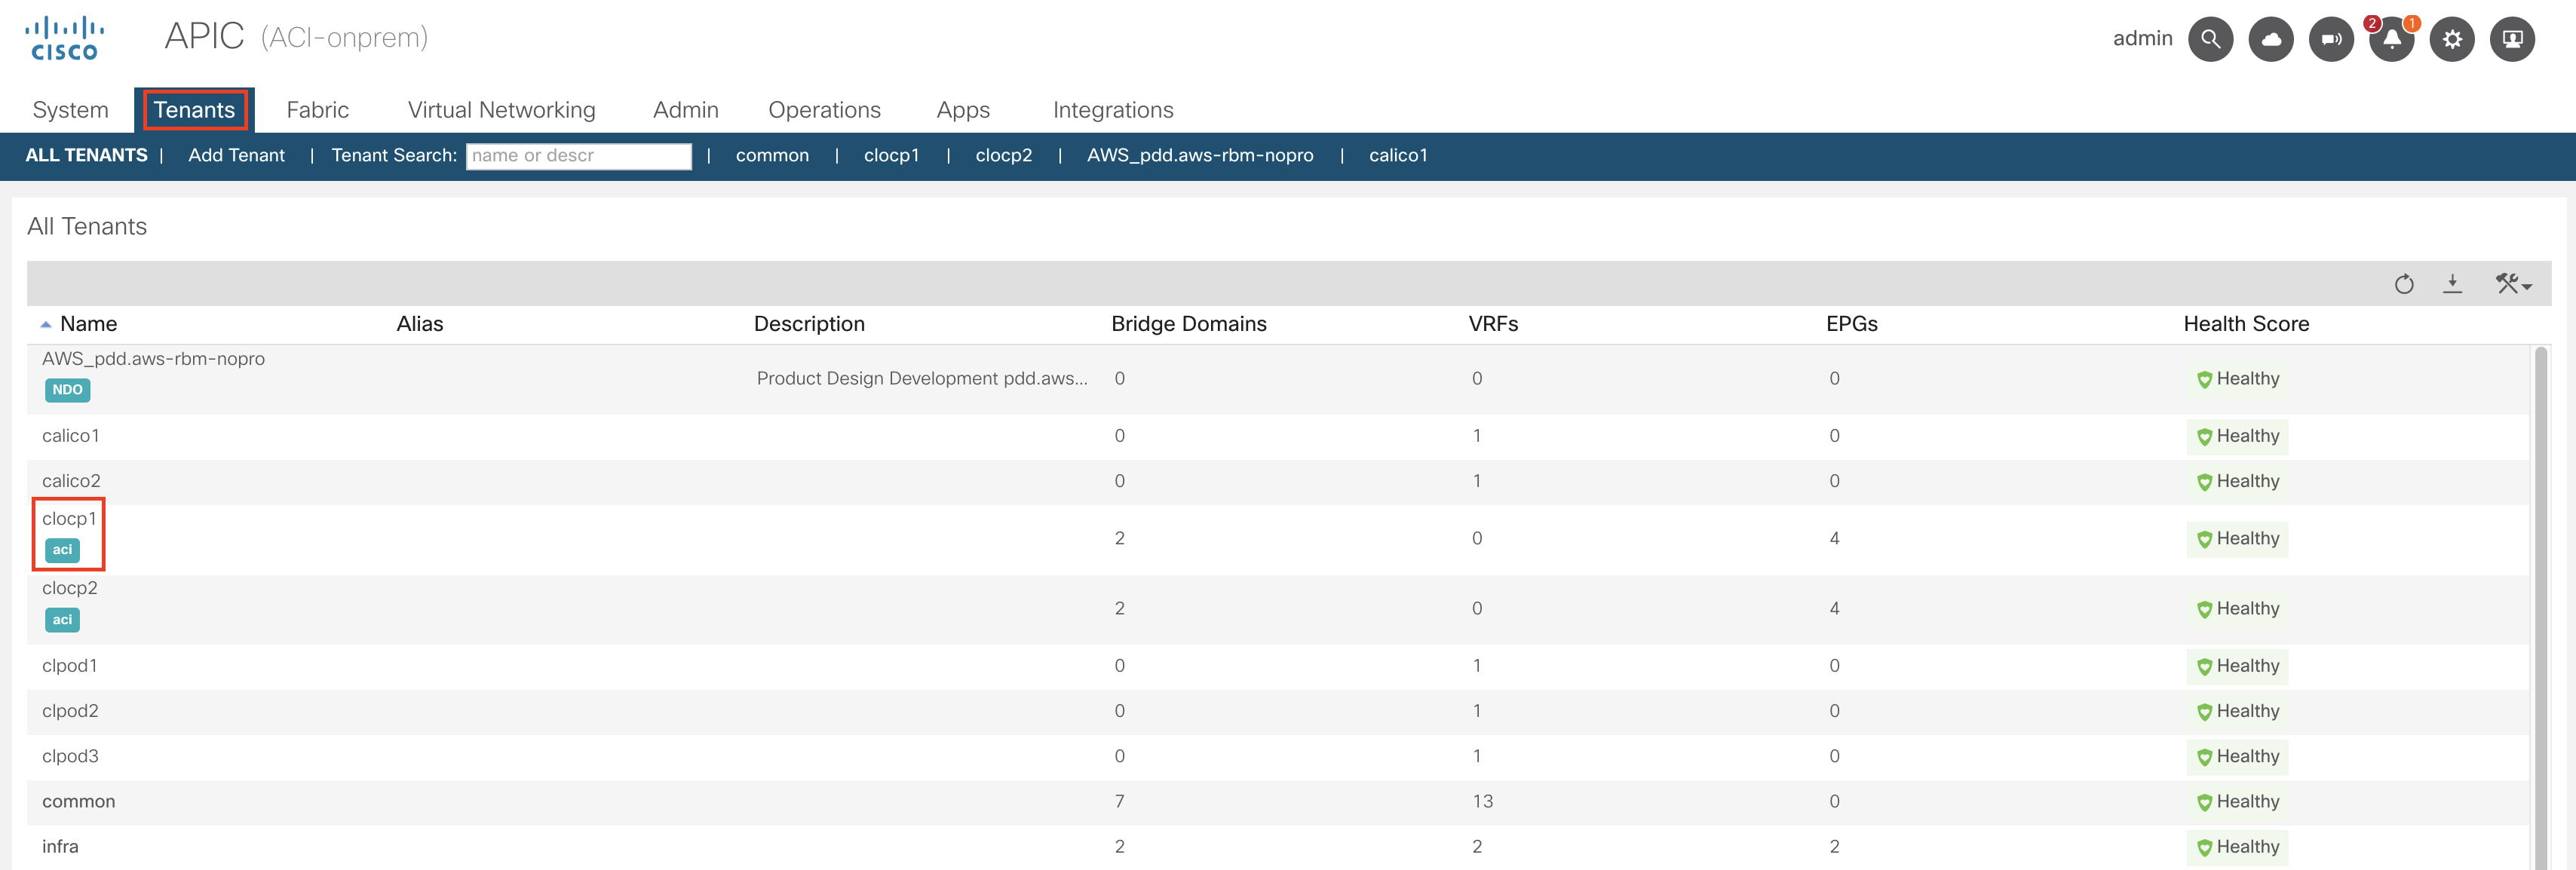 CISCO
APIC (ACI-onprem)
admin
2
1
System Tenants Fabric Virtual Networking Admin Operations Apps Integrations
ALL TENANTS | Add Tenant | Tenant Search: name or descr | common | clocp1 | clocp2 | AWS_pdd.aws-rbm-nopro | calico1
All Tenants
Name Alias Description Bridge Domains VRFs EPGs Health Score
AWS_pdd.aws-rbm-nopro
NDO
Product Design Development pdd.aws... 0 0 0 Healthy
calico1 0 1 0 Healthy
calico2 0 1 0 Healthy
clocp1
aci
2 0 4 Healthy
clocp2
aci
2 0 4 Healthy
clpod1 0 1 0 Healthy
clpod2 0 1 0 Healthy
clpod3 0 1 0 Healthy
common 7 13 0 Healthy
infra 2 2 2 Healthy